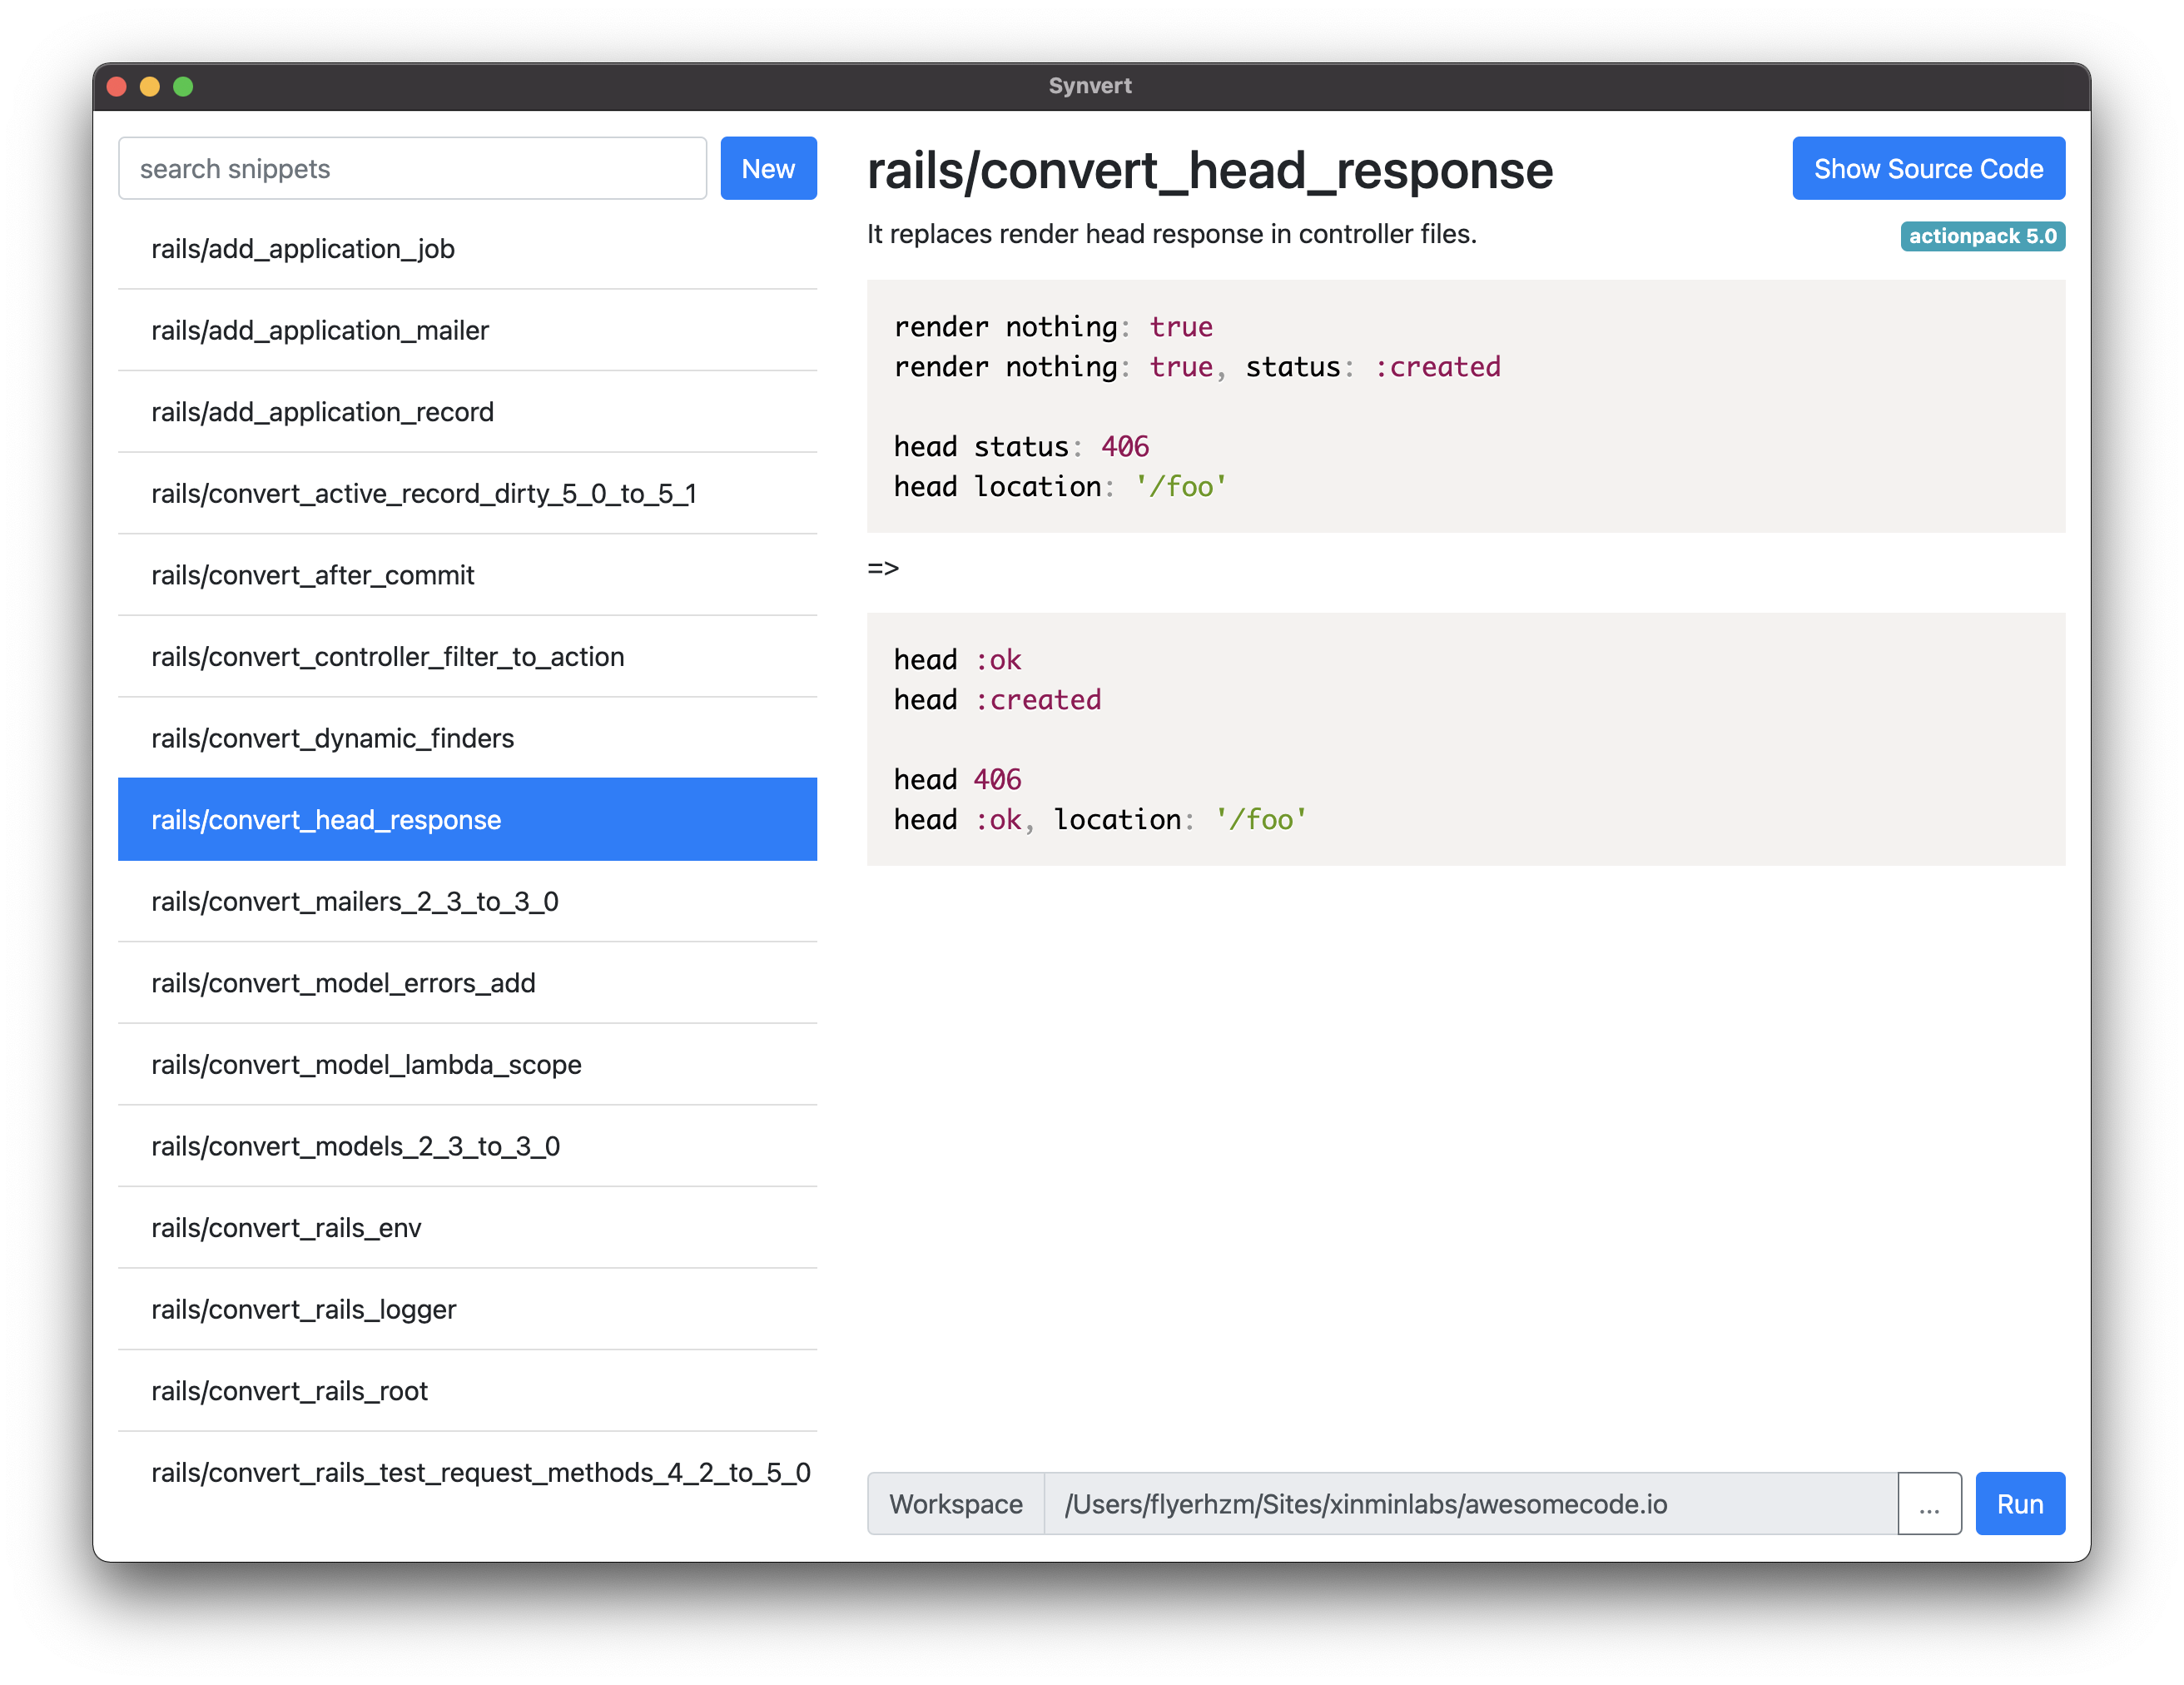 Synvert
search snippets
New
rails/add_application_job
rails/add_application_mailer
rails/add_application_record
rails/convert_active_record_dirty_5_0_to_5_1
rails/convert_after_commit
rails/convert_controller_filter_to_action
rails/convert_dynamic_finders
rails/convert_head_response
rails/convert_mailers_2_3_to_3_0
rails/convert_model_errors_add
rails/convert_model_lambda_scope
rails/convert_models_2_3_to_3_0
rails/convert_rails_env
rails/convert_rails_logger
rails/convert_rails_root
rails/convert_rails_test_request_methods_4_2_to_5_0
rails/convert_head_response
Show Source Code
It replaces render head response in controller files.
actionpack 5.0
render nothing: true
render nothing: true, status: :created
head status: 406
head location: '/foo'
=>
head :ok
head :created
head 406
head :ok, location: '/foo'
Workspace
/Users/flyerhzm/Sites/xinminlabs/awesomecode.io
...
Run